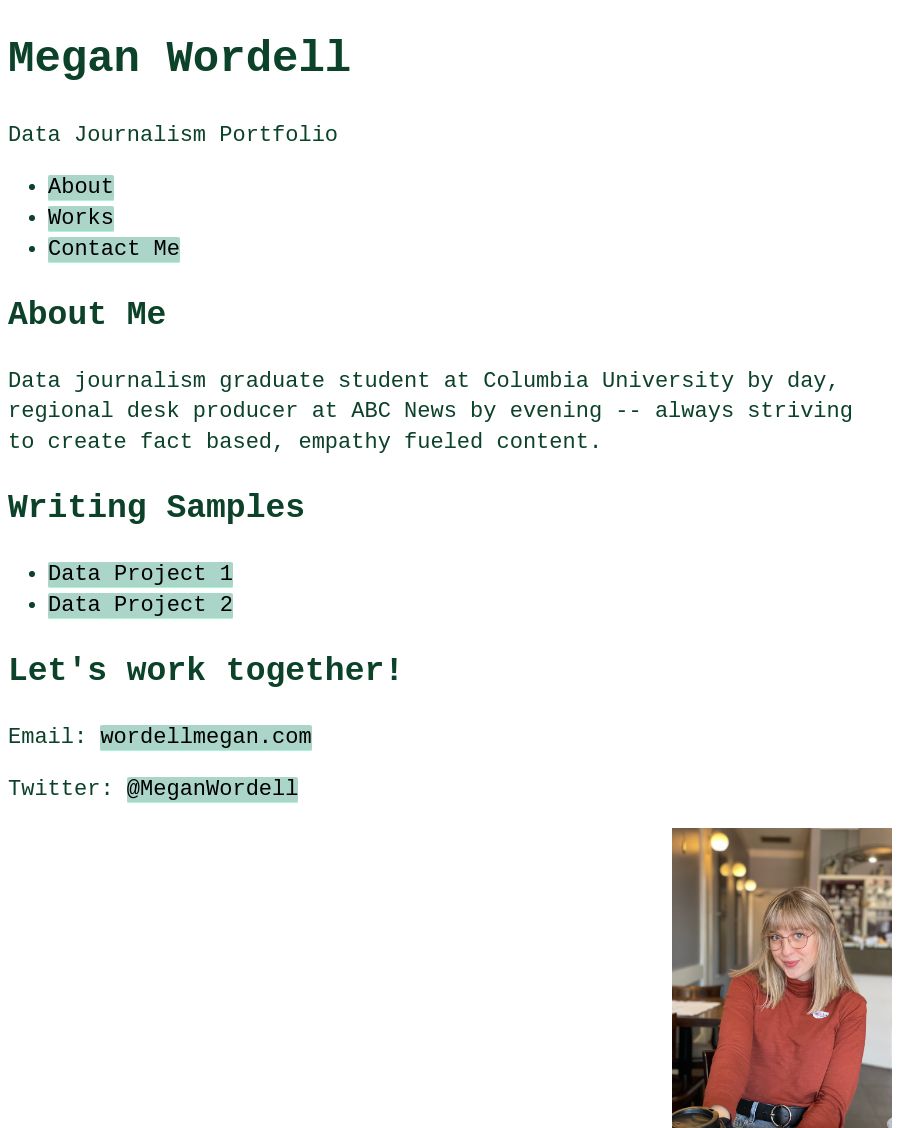 Megan Wordell
Data Journalism Portfolio
About
Works
Contact Me
About Me
Data journalism graduate student at Columbia University by day,
regional desk producer at ABC News by evening -- always striving
to create fact based, empathy fueled content.
Writing Samples
Data Project 1
Data Project 2
Let's work together!
Email: wordellmegan.com
Twitter: @MeganWordell